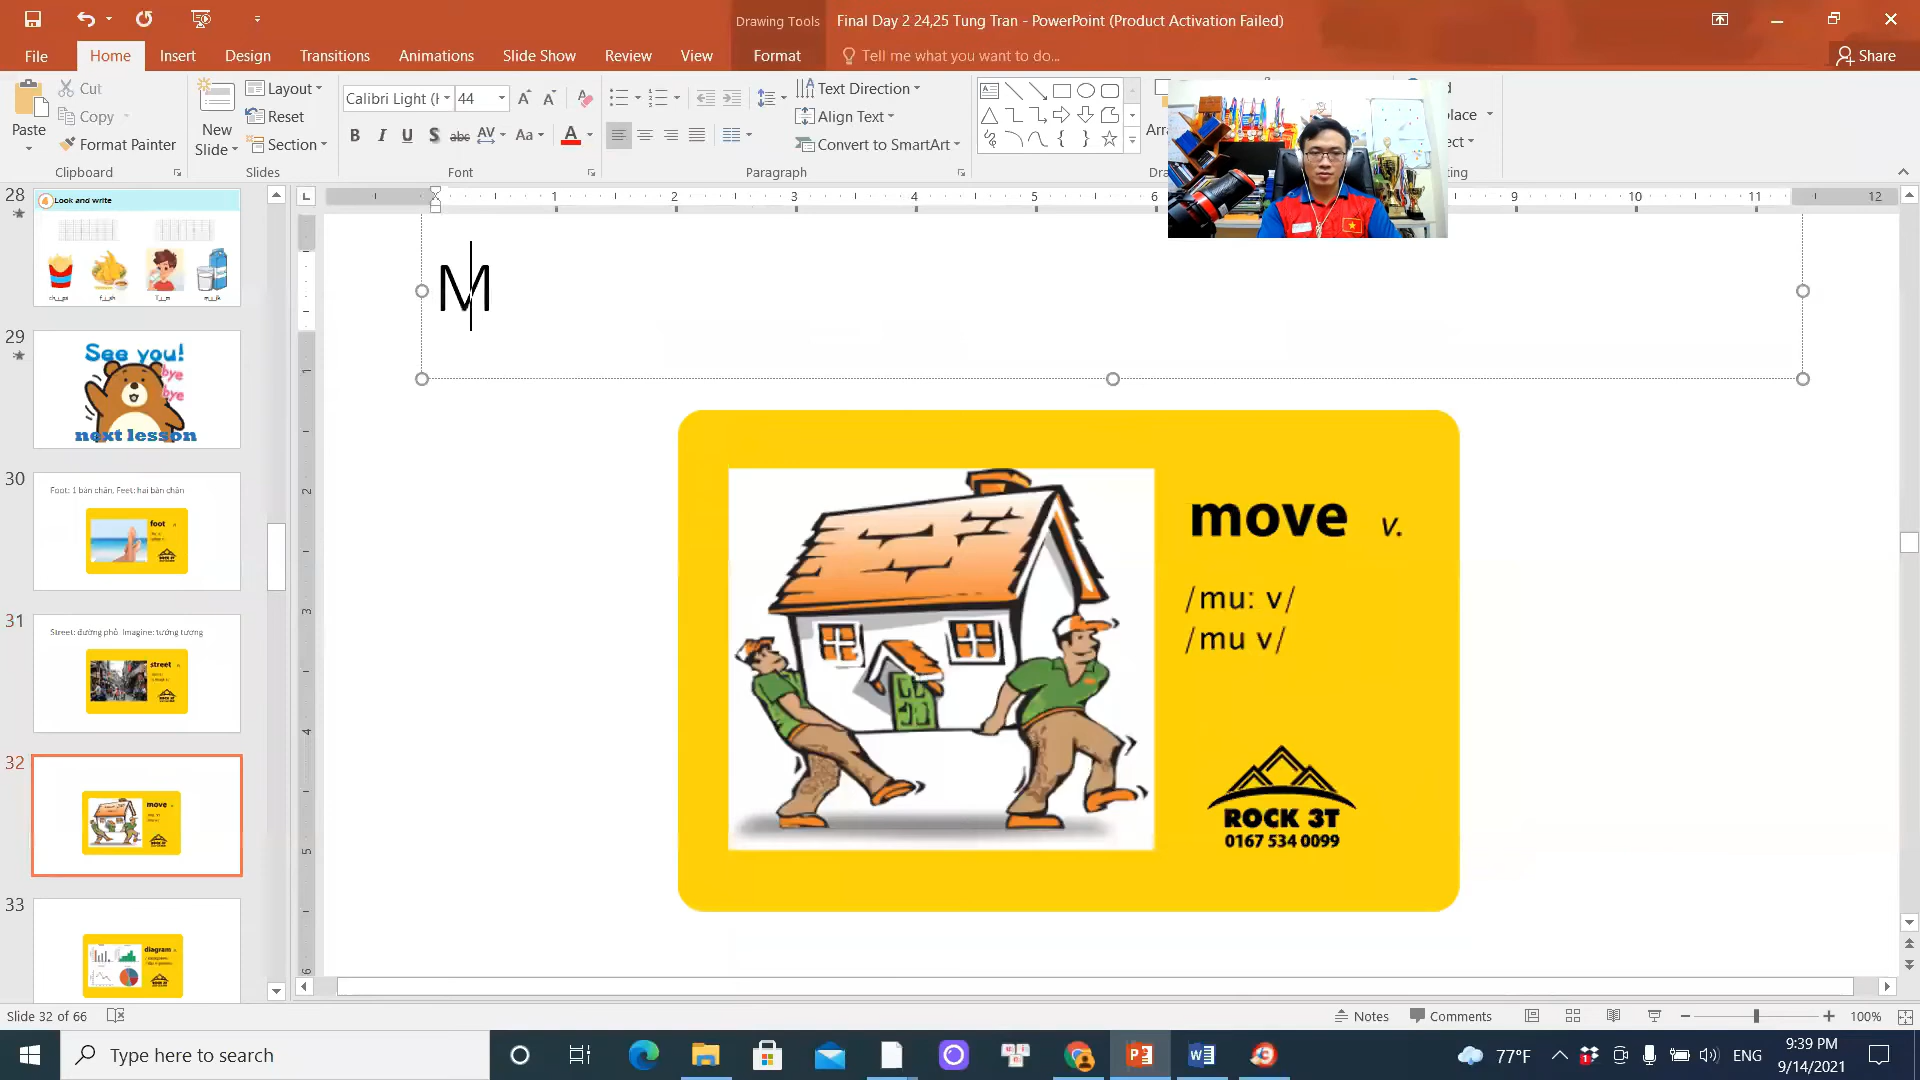 Drawing Tools
Final Day 2 24,25 Tung Tran - PowerPoint (Product Activation Failed)
File
Home
Insert
Design
Transitions
Animations
Slide Show
Review
View
Format
Tell me what you want to do...
Share
Paste
Cut
Copy
Format Painter
Clipboard
New Slide
Layout
Reset
Section
Slides
Calibri Light (H
44
Font
Text Direction
Align Text
Convert to SmartArt
Paragraph
28
Look and write
29
See you!
bye
bye
next lesson
30
Foot: 1 bàn chân, Feet: hai bàn chân
foot
31
Street: đường phố Imagine: tưởng tượng
street
32
move
33
diagram
M
move v.
/mu: v/
/mu v/
ROCK 3T
0167 534 0099
Slide 32 of 66
Notes
Comments
100%
Type here to search
77°F
ENG
9:39 PM
9/14/2021